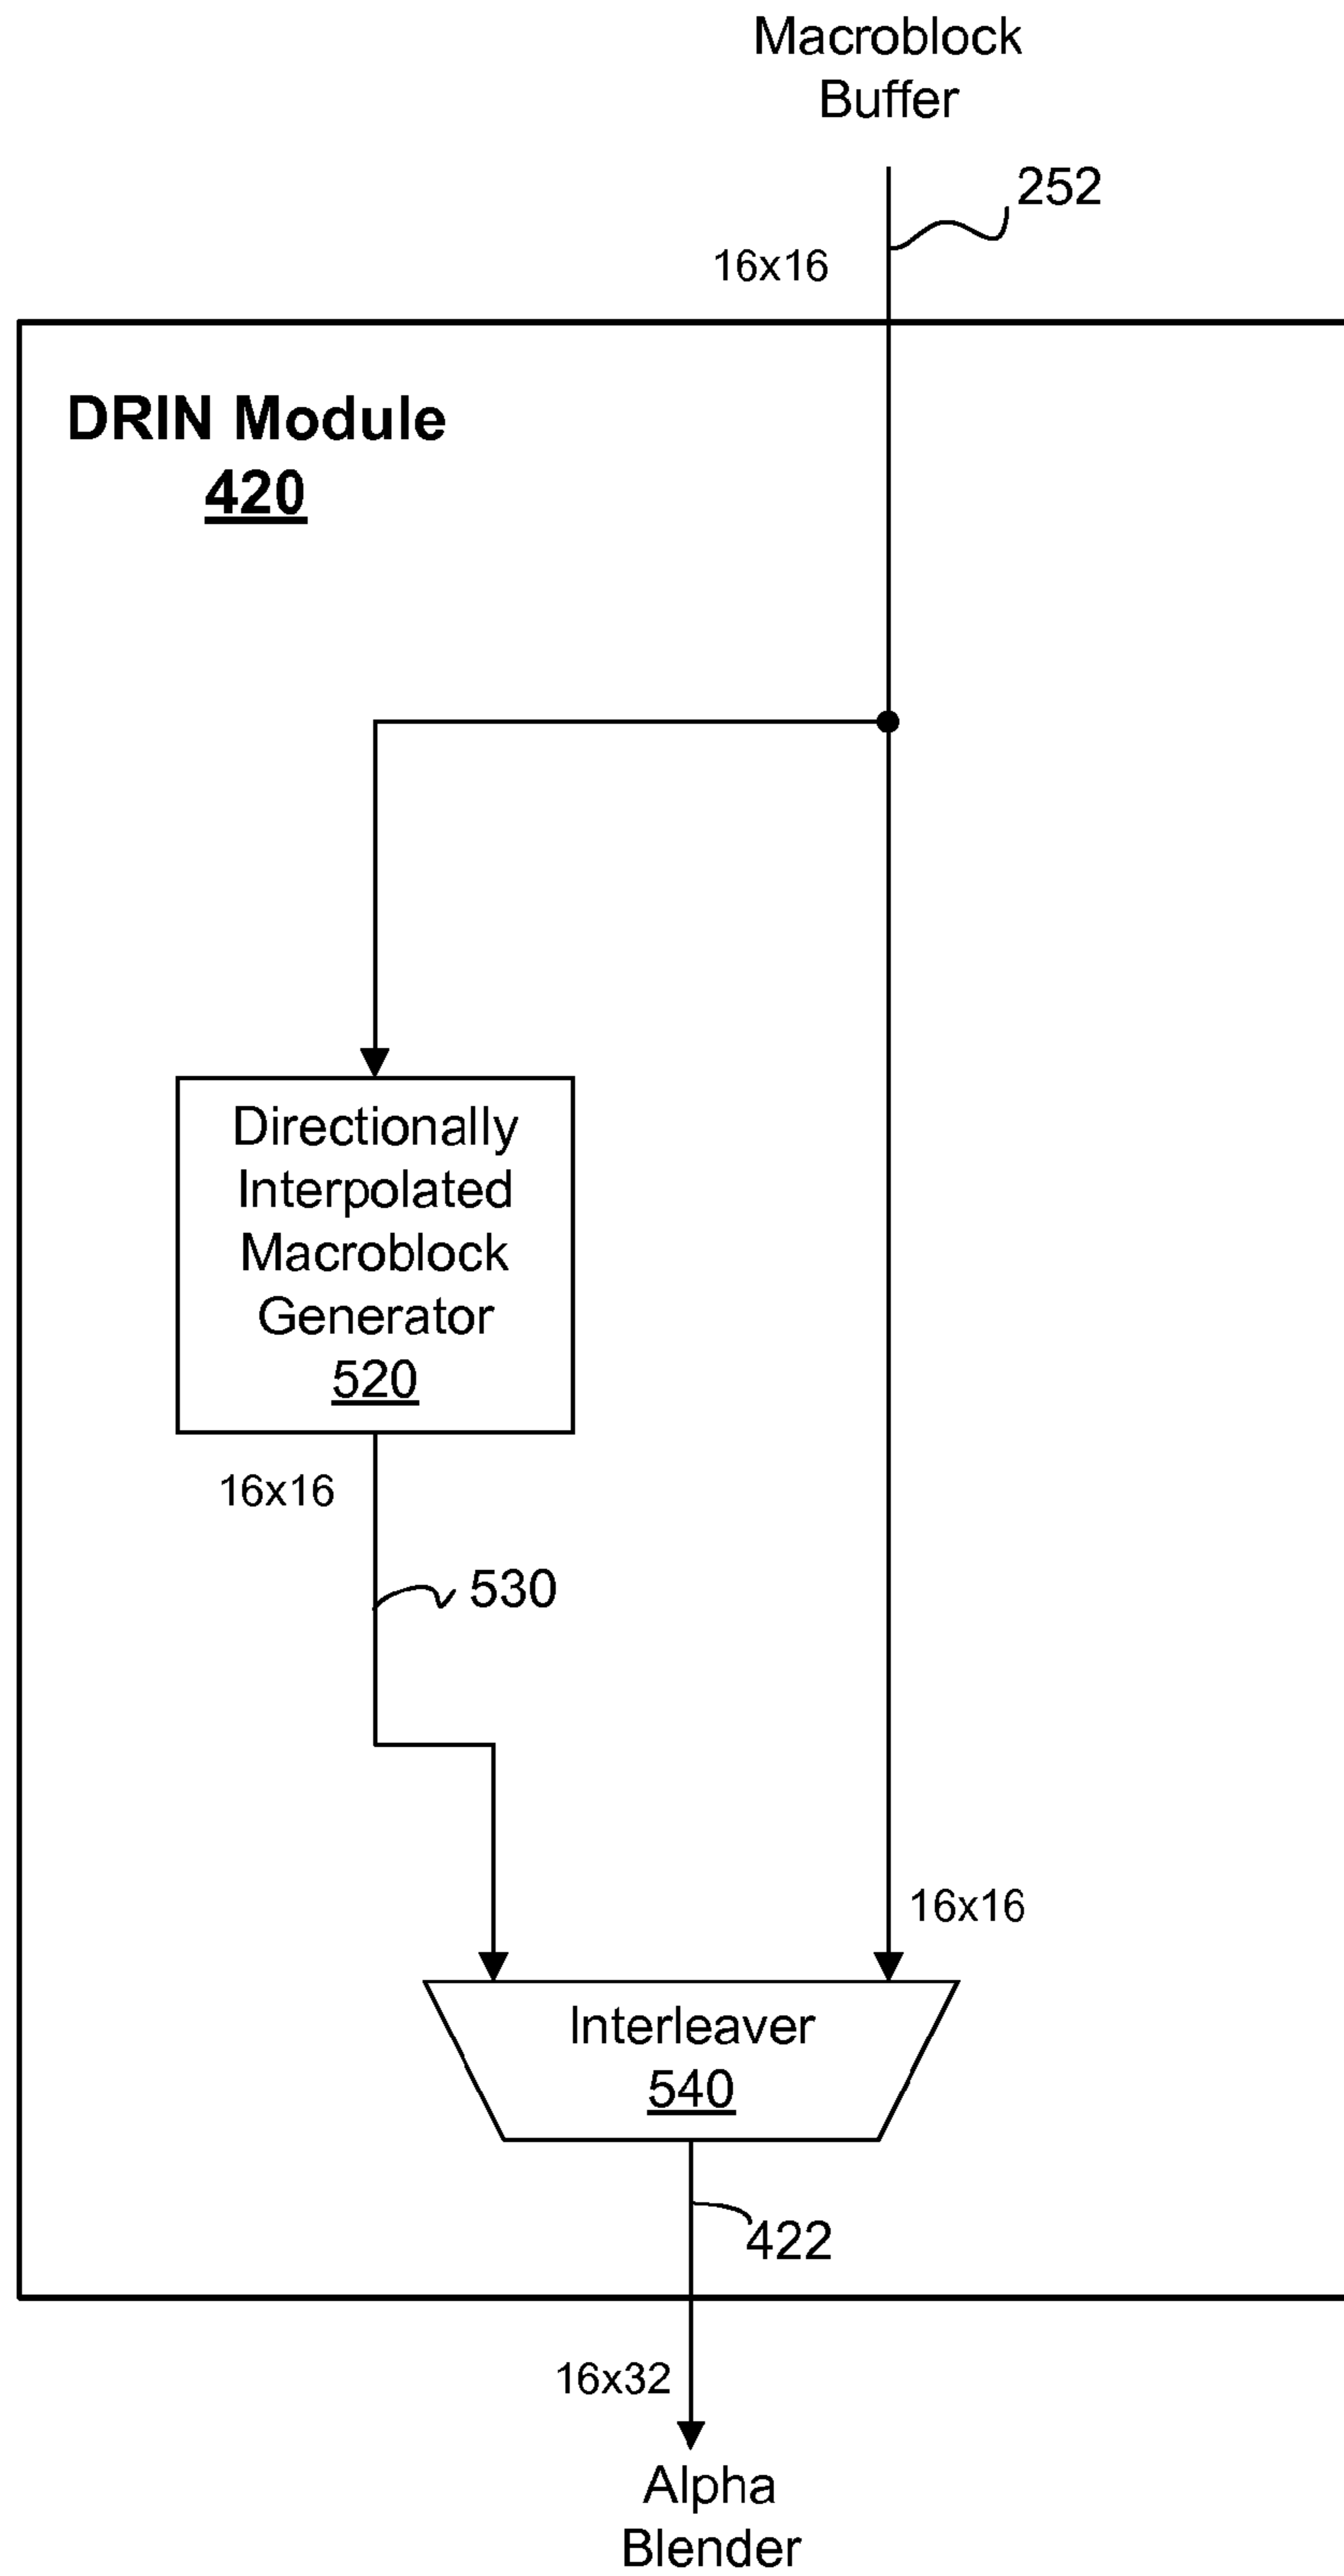 Macroblock
Buffer
252
16x16
DRIN Module
420
Directionally
Interpolated
Macroblock
Generator
520
16x16
530
16x16
Interleaver
540
422
16x32
Alpha
Blender